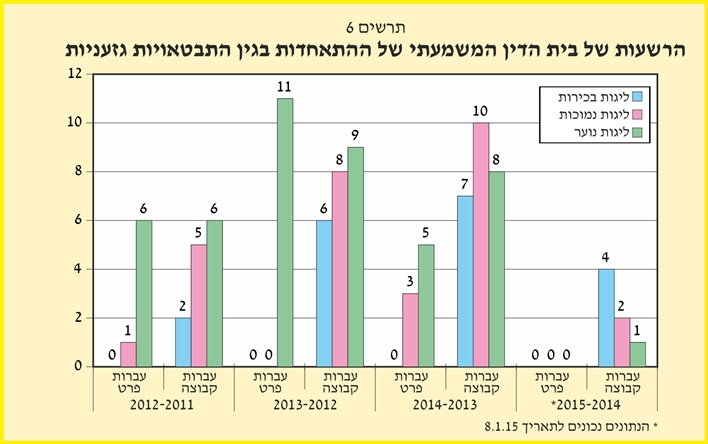 תרשים 6
הרשעות של בית הדין המשמעתי של ההתאחדות בגין התבטאויות גזעניות
ליגות בכירות
ליגות נמוכות
ליגות נוער
12
10
8
6
4
2
0
0 1 6 2 5 6 0 0 11 6 8 9 0 3 5 7 10 8 0 0 0 4 2 1
עברות פרט
עברות קבוצה
עברות פרט
עברות קבוצה
עברות פרט
עברות קבוצה
עברות פרט
עברות קבוצה
2012-2011
2013-2012
2014-2013
*2015-2014
* הנתונים נכונים לתאריך 8.1.15